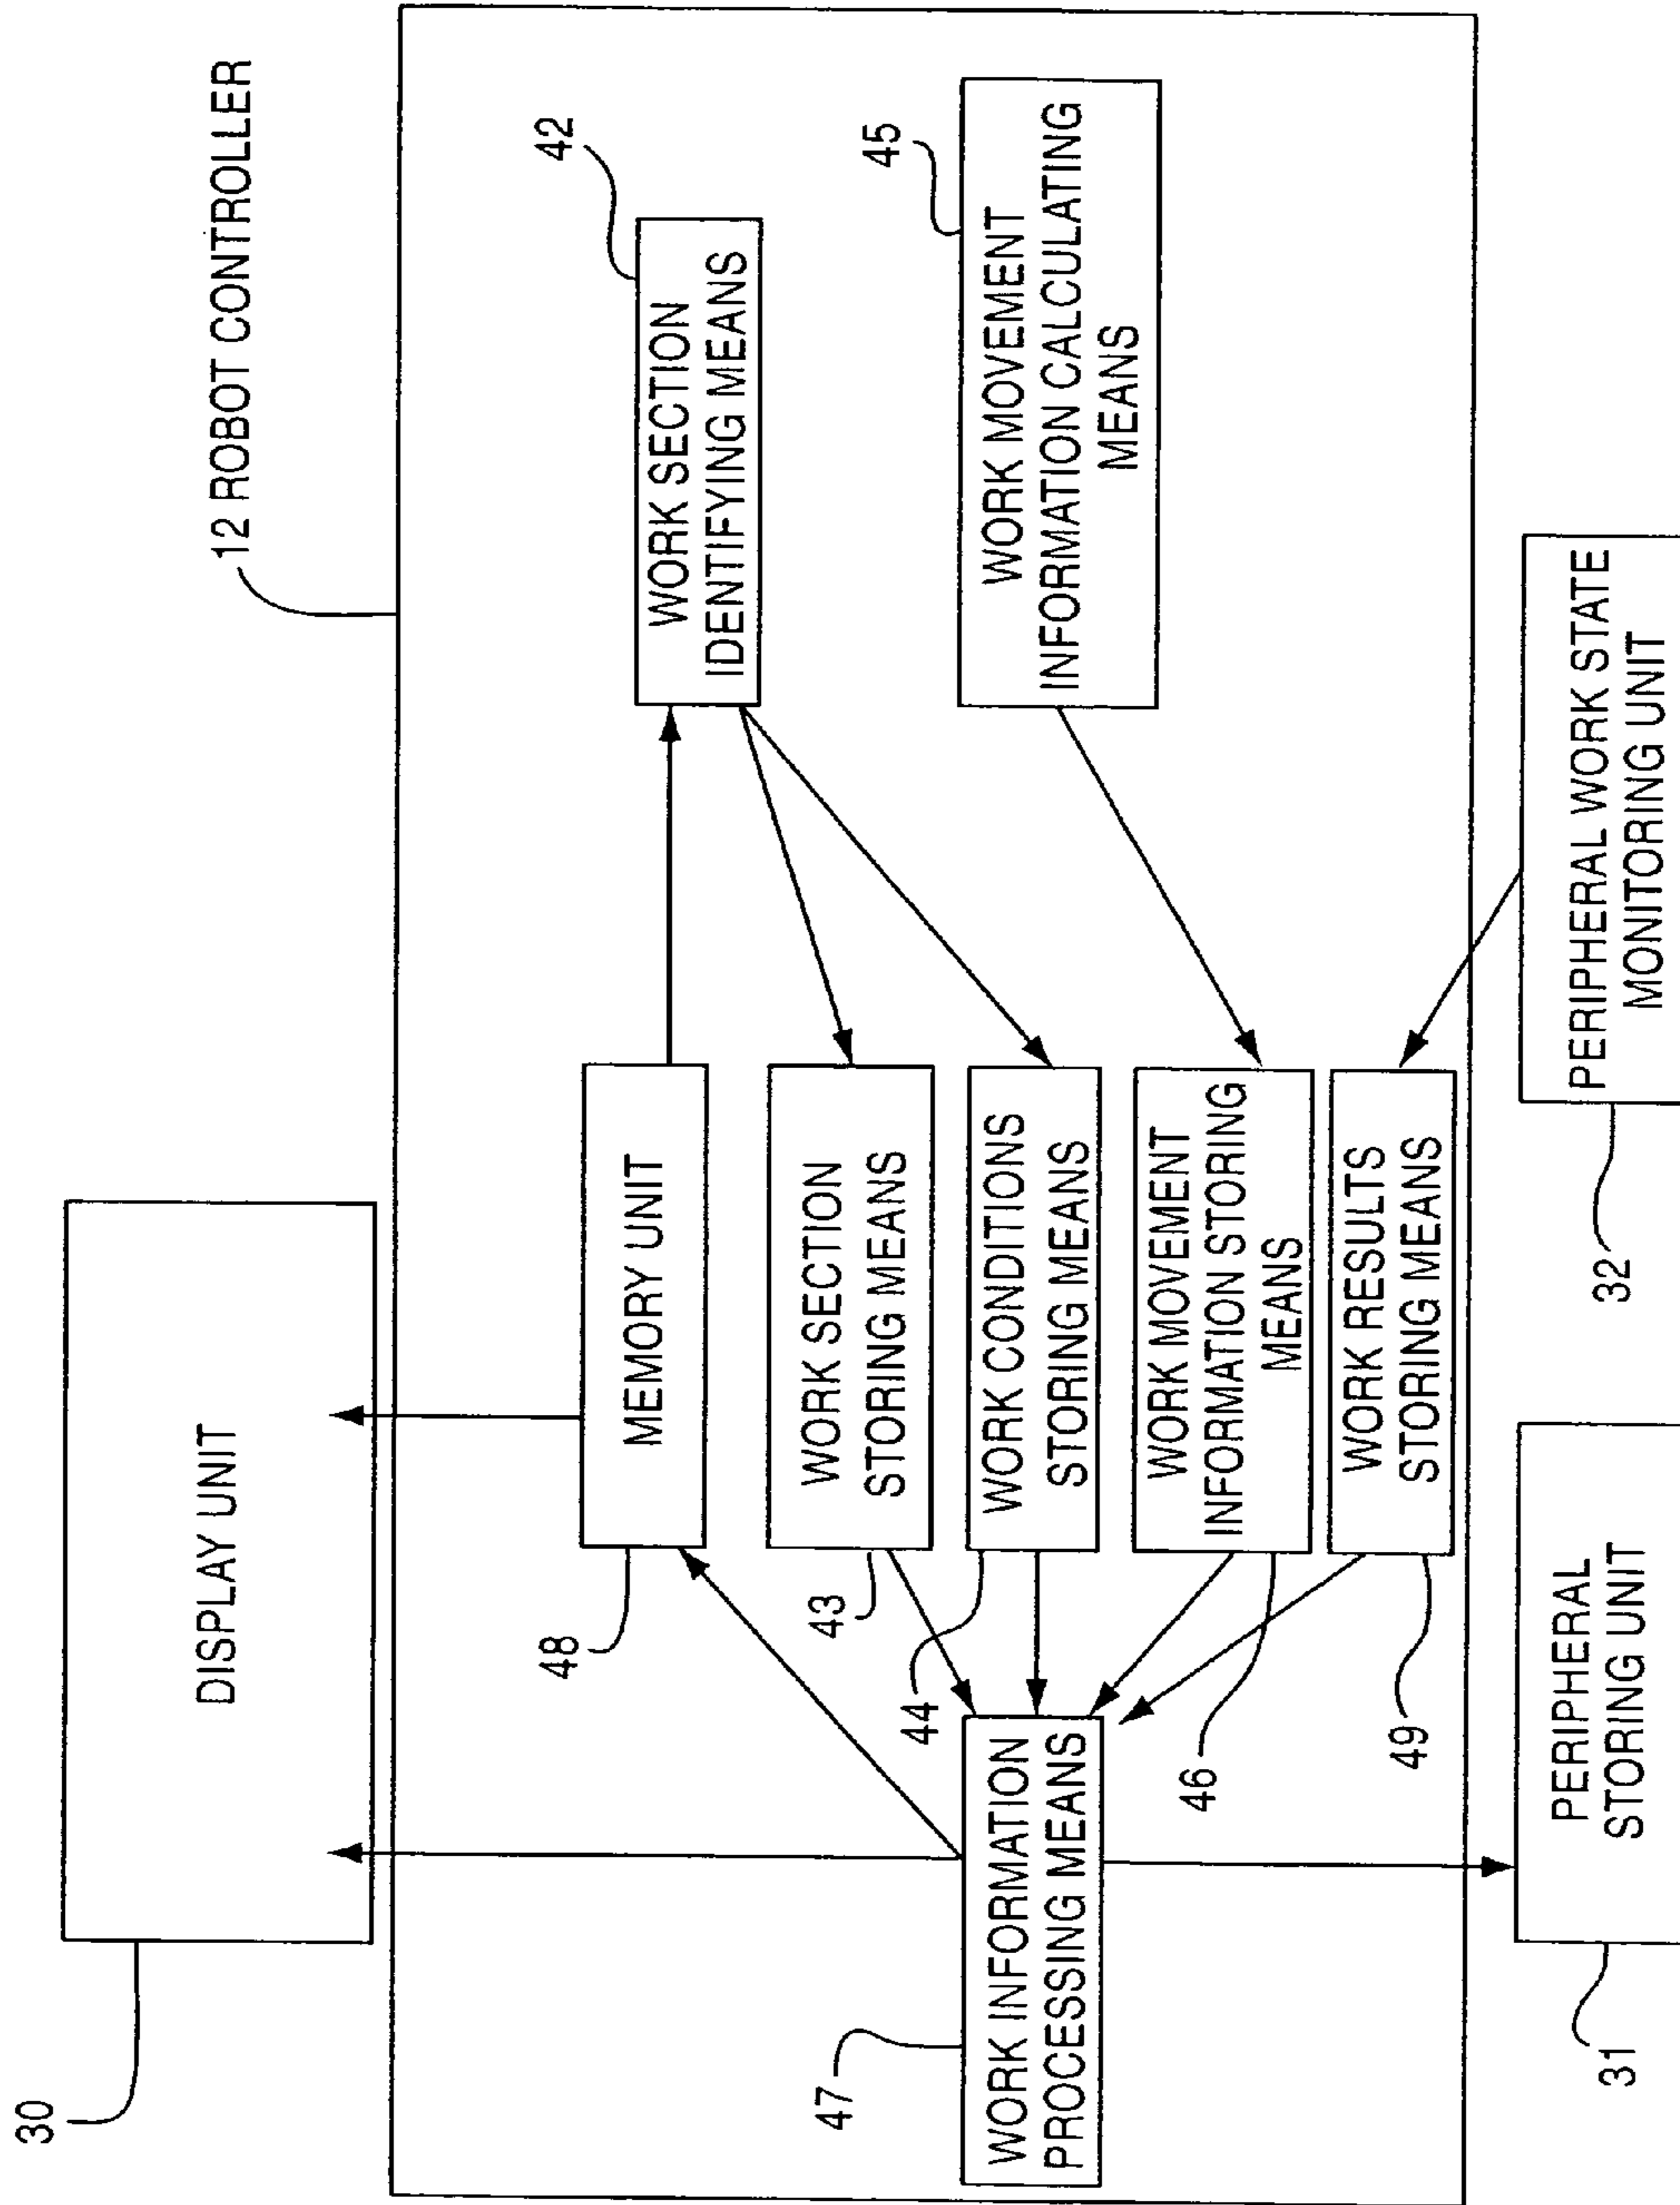 30
DISPLAY UNIT
12 ROBOT CONTROLLER
48
MEMORY UNIT
42
WORK SECTION
IDENTIFYING MEANS
43
WORK SECTION
STORING MEANS
47
WORK INFORMATION
PROCESSING MEANS
44
WORK CONDITIONS
STORING MEANS
45
WORK MOVEMENT
INFORMATION CALCULATING
MEANS
46
WORK MOVEMENT
INFORMATION STORING
MEANS
49
WORK RESULTS
STORING MEANS
31
PERIPHERAL
STORING UNIT
32
PERIPHERAL WORK STATE
MONITORING UNIT